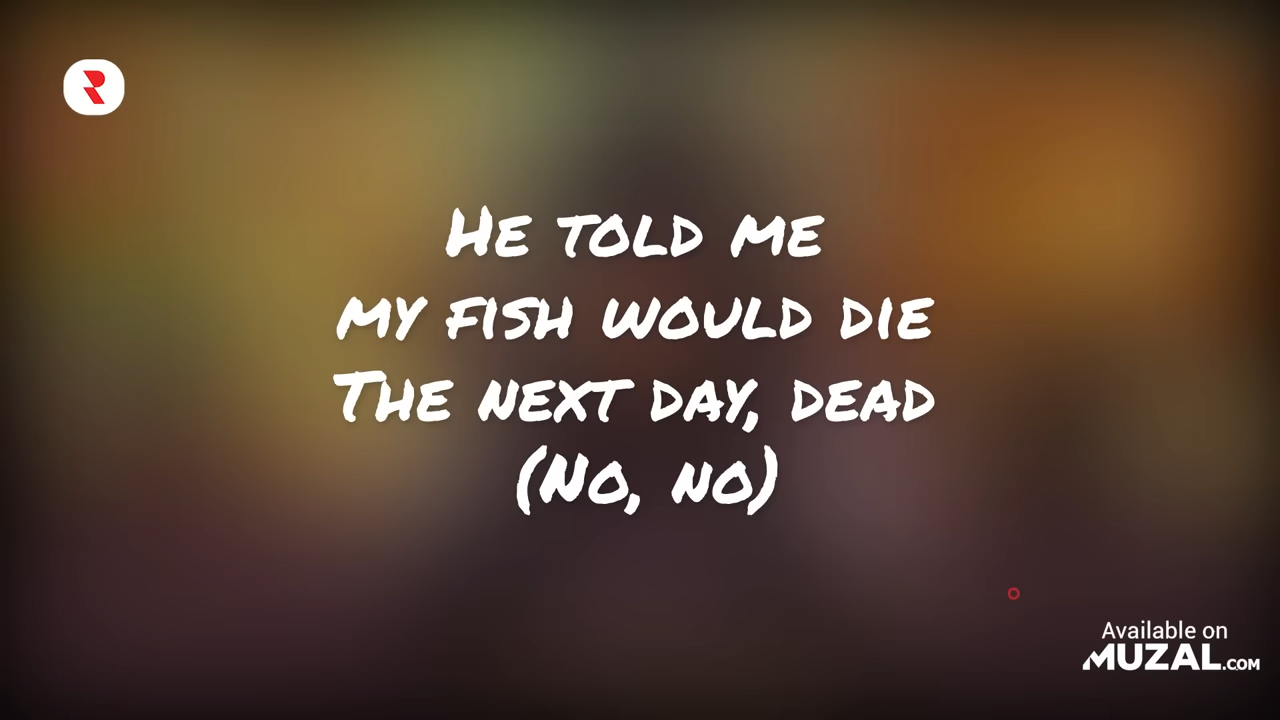 He told me
my fish would die
The next day, dead
(No, no)
Available on
MUZAL.COM